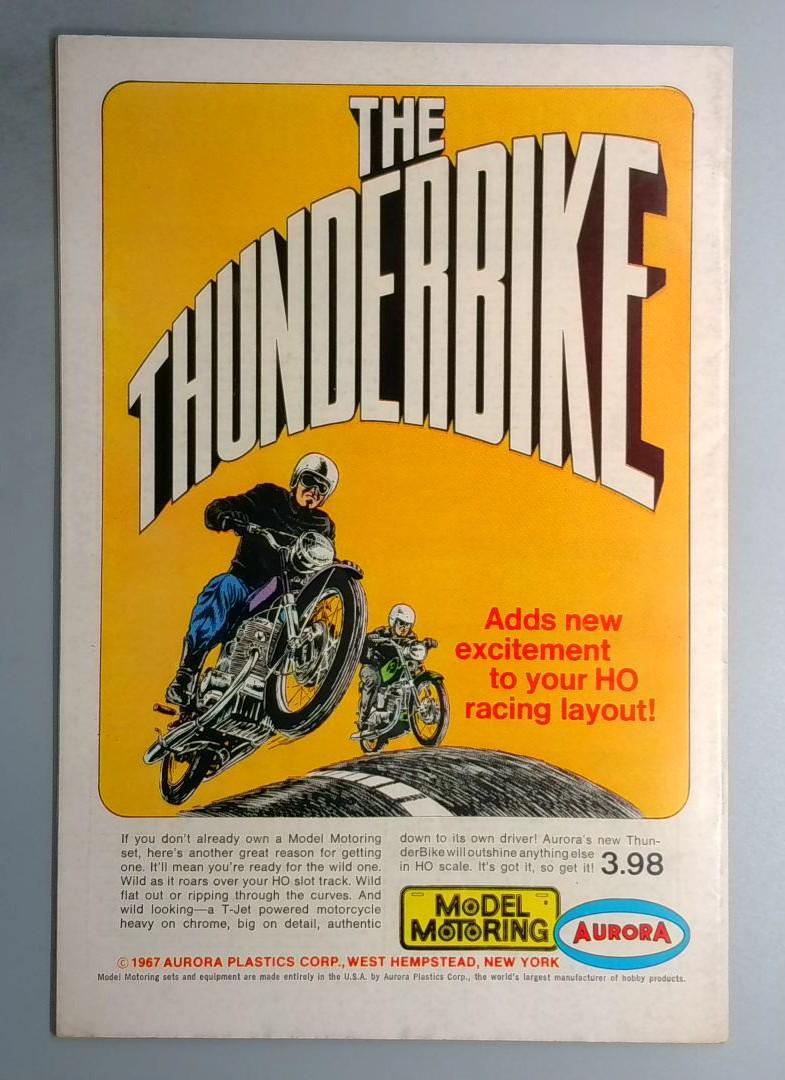 THE
THUNDERBIKE
Adds new
excitement
to your HO
racing layout!
If you don't already own a Model Motoring
set, here's another great reason for getting
one. It'll mean you're ready for the wild one.
Wild as it roars over your HO slot track. Wild
flat out or ripping through the curves. And
wild looking—a T-Jet powered motorcycle
heavy on chrome, big on detail, authentic
down to its own driver! Aurora's new Thun-
derBike will outshine anything else
in HO scale. It's got it, so get it! 3.98
MODEL
MOTORING
AURORA
© 1967 AURORA PLASTICS CORP., WEST HEMPSTEAD, NEW YORK
Model Motoring sets and equipment are made entirely in the U.S.A. by Aurora Plastics Corp., the world's largest manufacturer of hobby products.